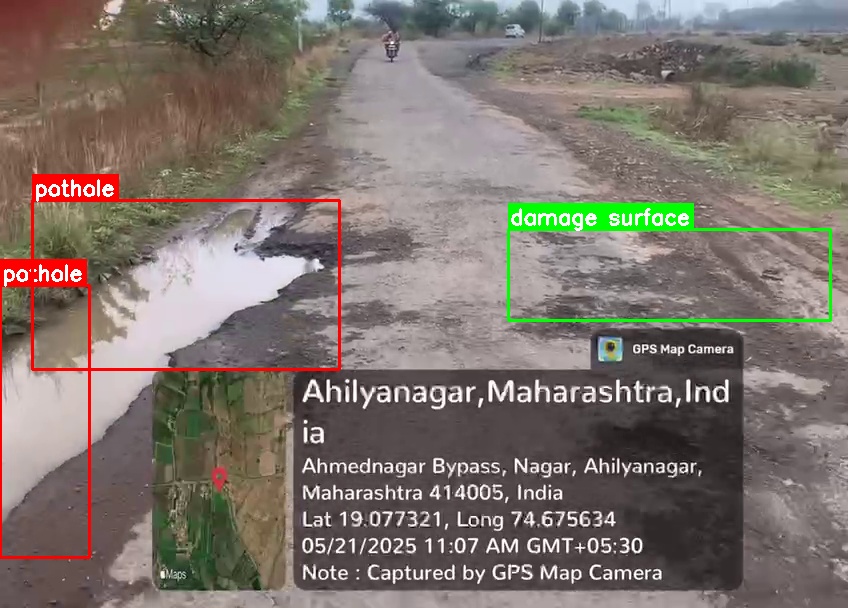 pothole
damage surface
pothole
GPS Map Camera
Ahilyanagar,Maharashtra,Ind
ia
Ahmednagar Bypass, Nagar, Ahilyanagar,
Maharashtra 414005, India
Lat 19.077321, Long 74.675634
05/21/2025 11:07 AM GMT+05:30
Note : Captured by GPS Map Camera
Maps